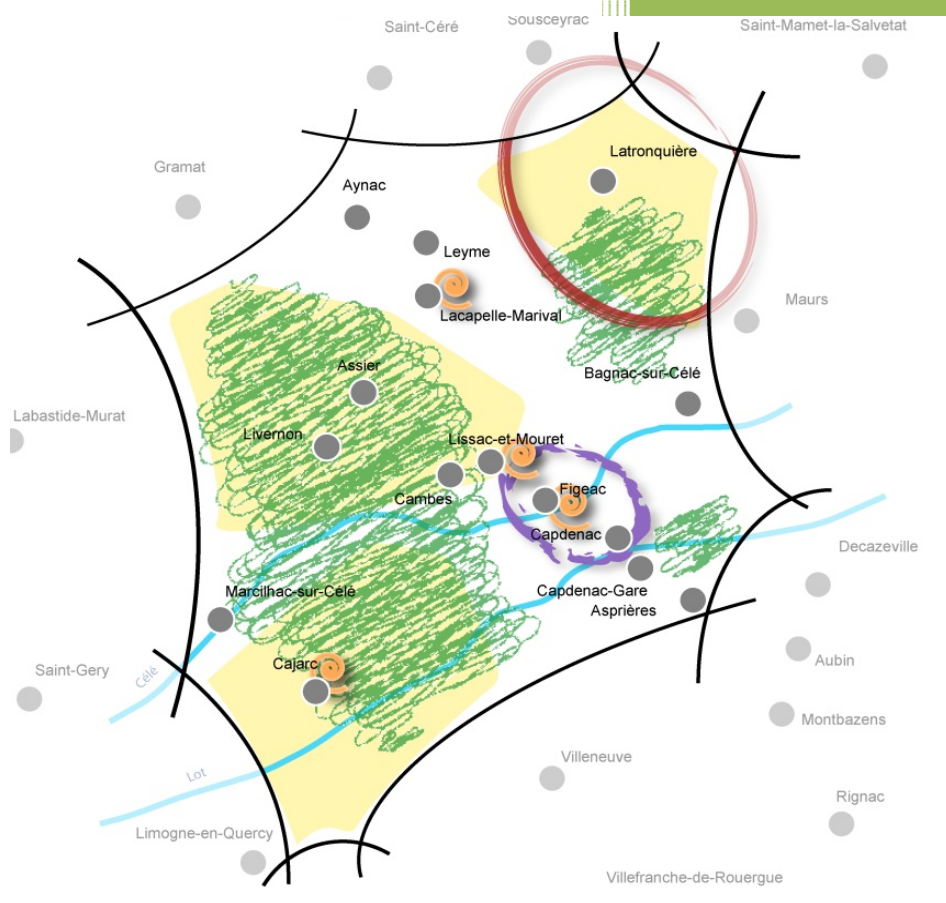 Saint-Céré
Sousceyrac
Saint-Mamet-la-Salvetat
Latronquière
Gramat
Aynac
Leyme
Maurs
Lacapelle-Marival
Assier
Bagnac-sur-Célé
Labastide-Murat
Livernon
Lissac-et-Mouret
Cambes
Figeac
Capdenac
Decazeville
Marcilhac-sur-Célé
Capdenac-Gare
Asprières
Cajarc
Saint-Gery
Célé
Aubin
Montbazens
Lot
Villeneuve
Rignac
Limogne-en-Quercy
Villefranche-de-Rouergue